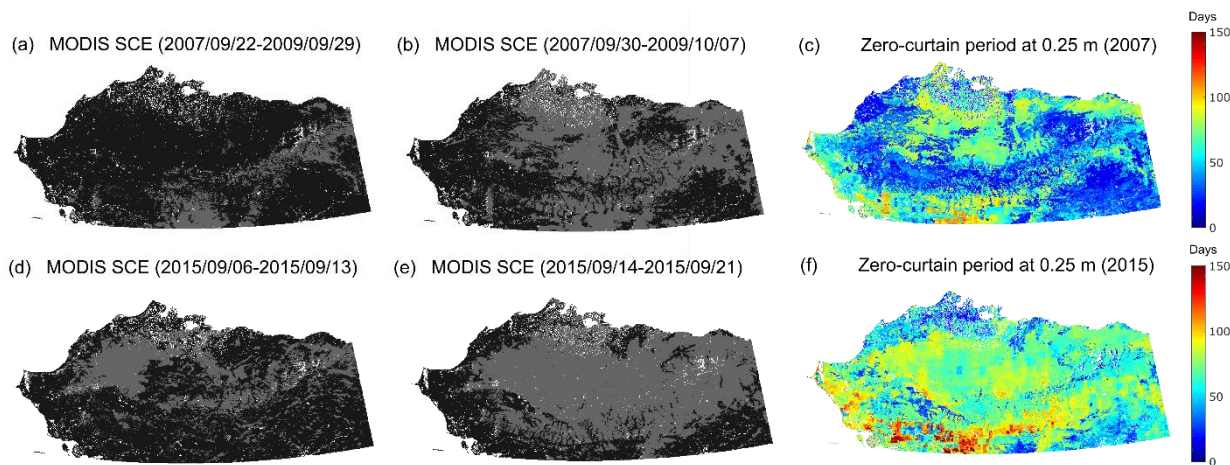 Days
(a) MODIS SCE (2007/09/22-2009/09/29)
(b) MODIS SCE (2007/09/30-2009/10/07)
(c) Zero-curtain period at 0.25 m (2007)
150
100
50
0
Days
(d) MODIS SCE (2015/09/06-2015/09/13)
(e) MODIS SCE (2015/09/14-2015/09/21)
(f) Zero-curtain period at 0.25 m (2015)
150
100
50
0